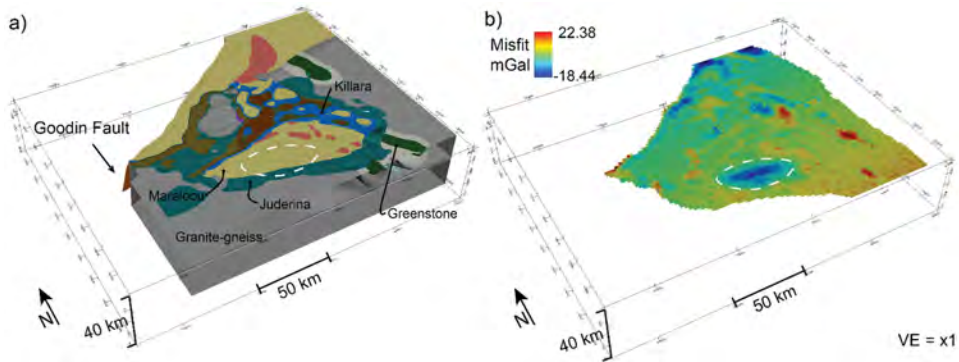 a)
Killara
Goodin Fault
Maraloou
Juderina
Greenstone
Granite-gneiss
50 km
40 km
N
b)
Misfit
mGal
22.38
-18.44
50 km
40 km
N
VE = x1